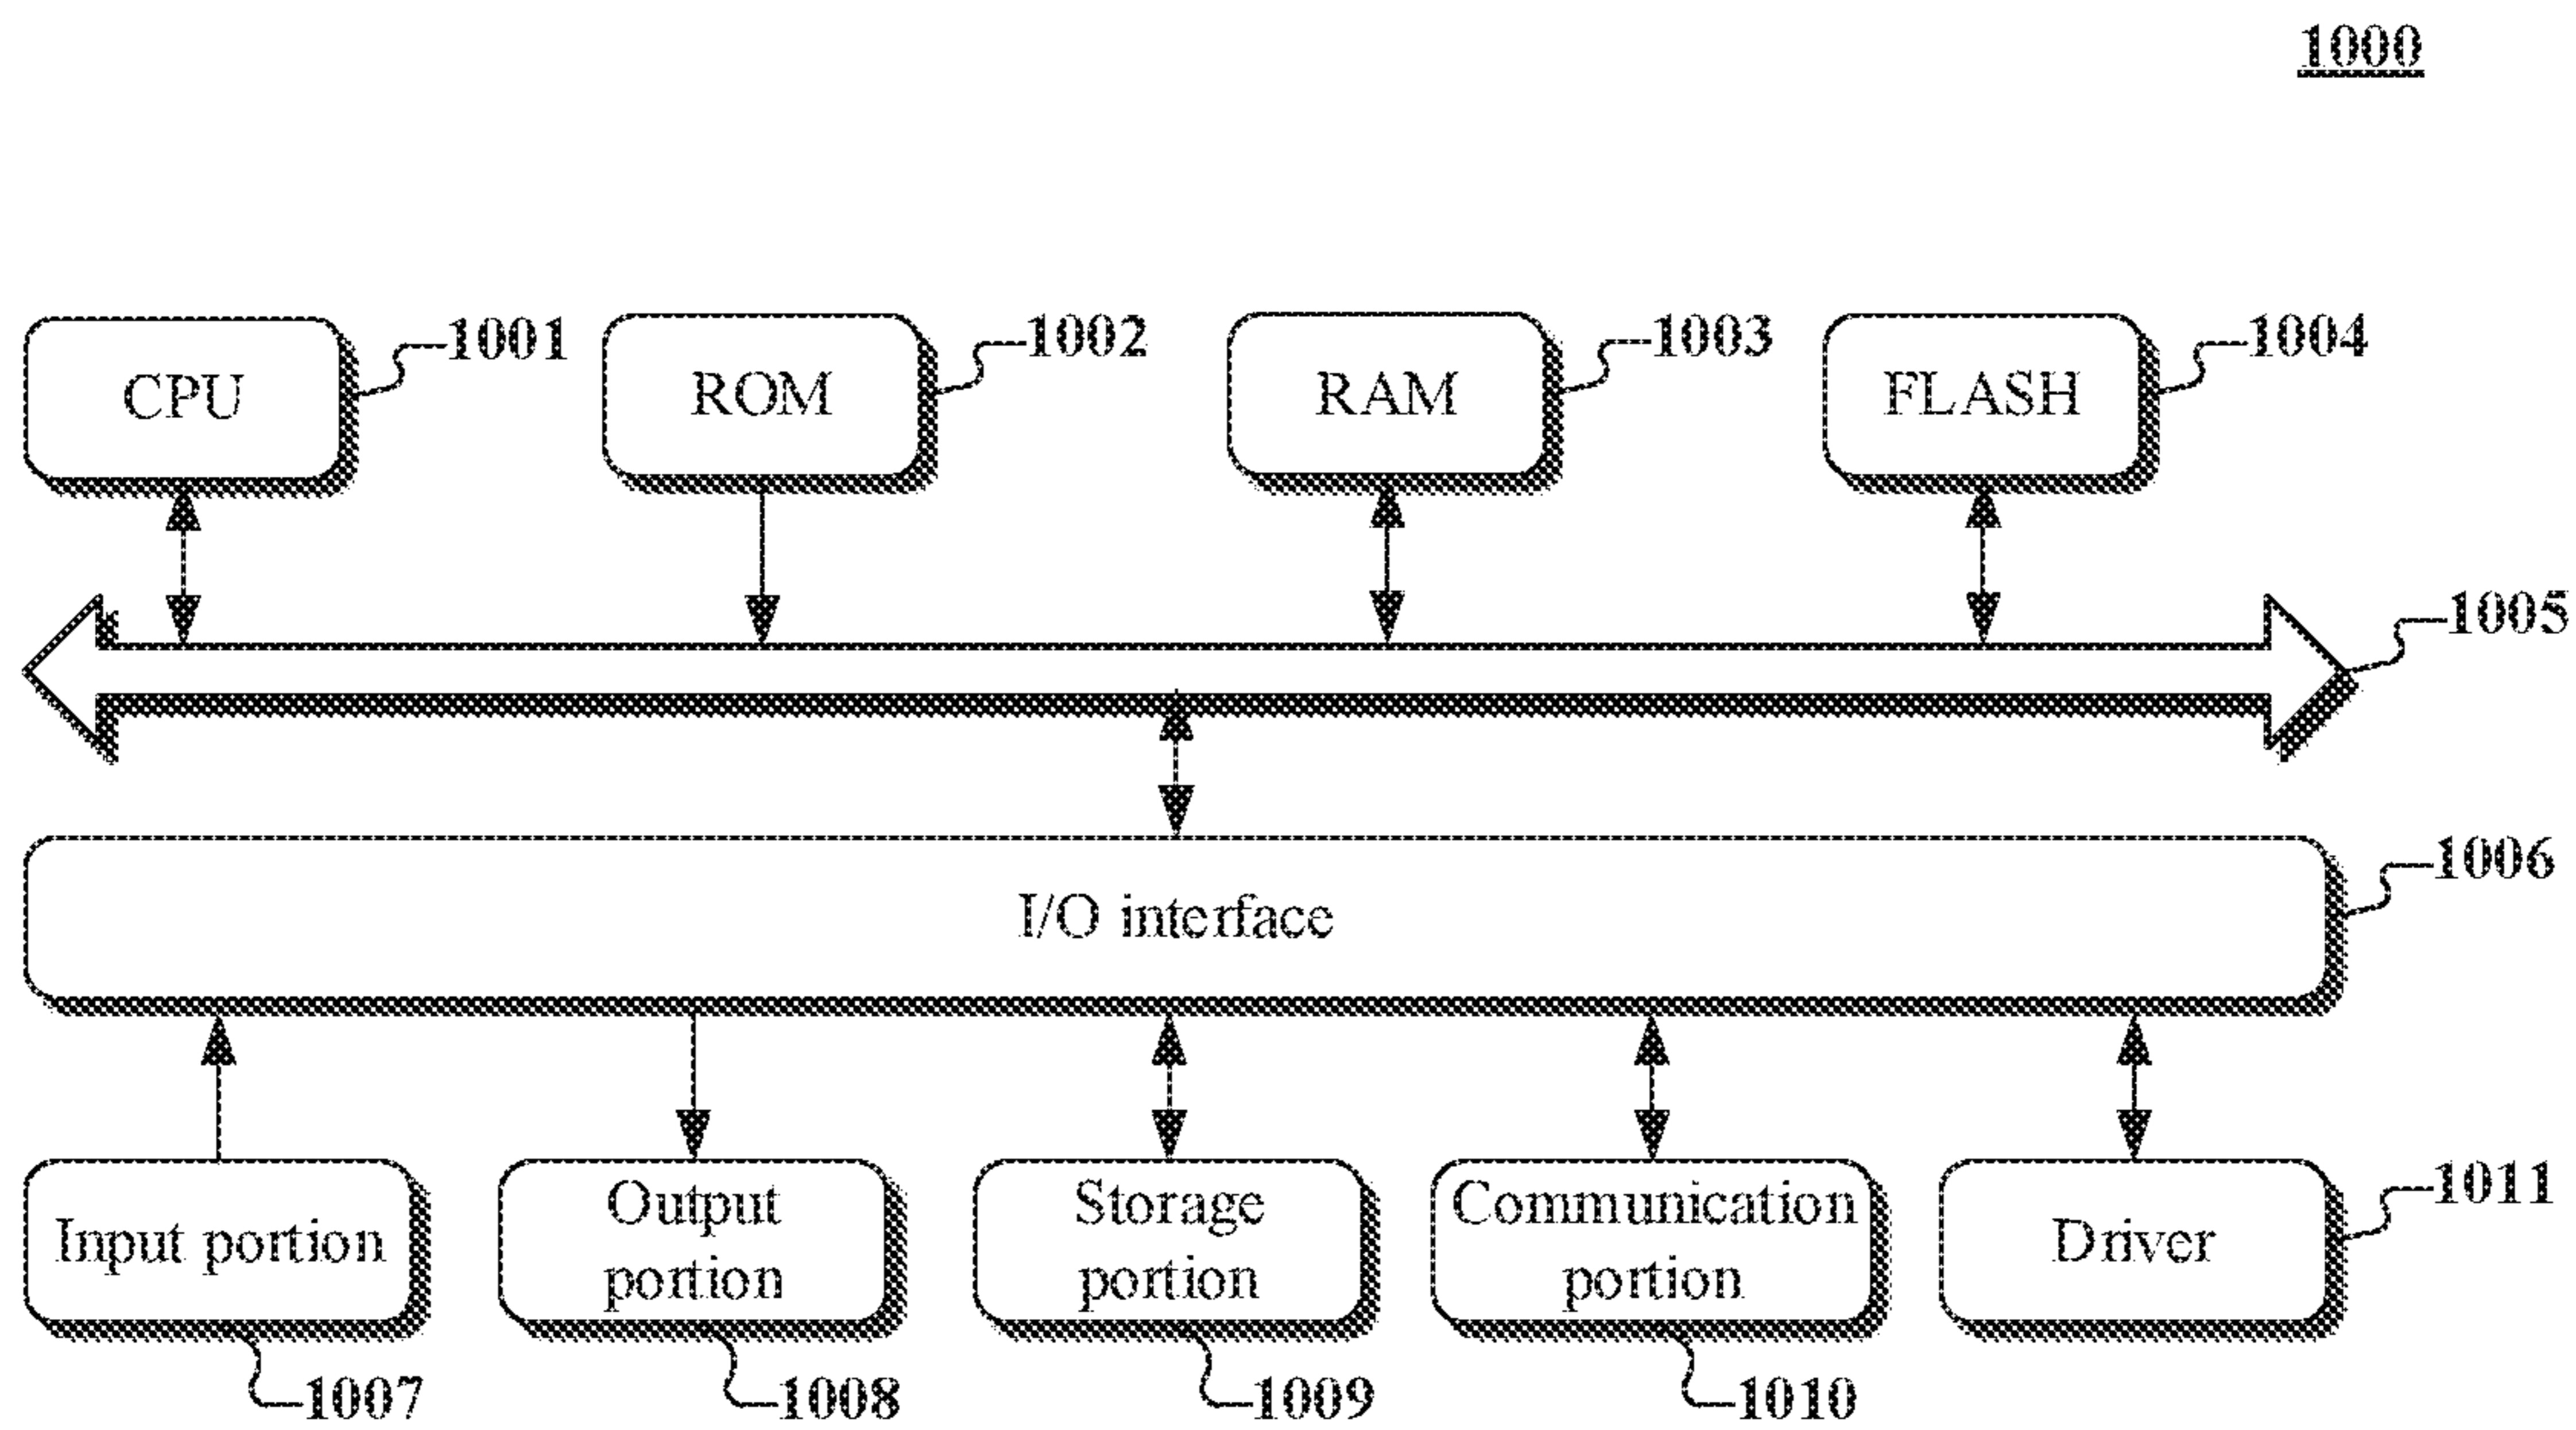 1000
CPU
1001
ROM
1002
RAM
1003
FLASH
1004
1005
I/O interface
1006
Input portion
1007
Output
portion
1008
Storage
portion
1009
Communication
portion
1010
Driver
1011